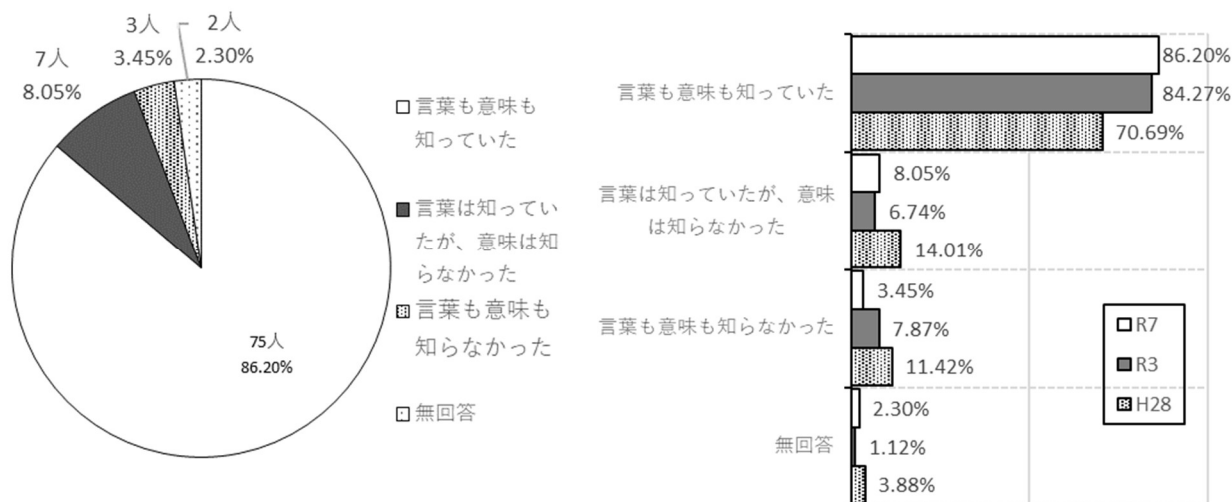 3人
2人
3.45%
2.30%
7人
8.05%
75人
86.20%
言葉も意味も
知っていた
言葉は知ってい
たが、意味は知
らなかった
言葉も意味も
知らなかった
無回答
言葉も意味も知っていた
86.20%
84.27%
70.69%
言葉は知っていたが、意味
は知らなかった
8.05%
6.74%
14.01%
言葉も意味も知らなかった
3.45%
7.87%
11.42%
無回答
2.30%
1.12%
3.88%
R7
R3
H28